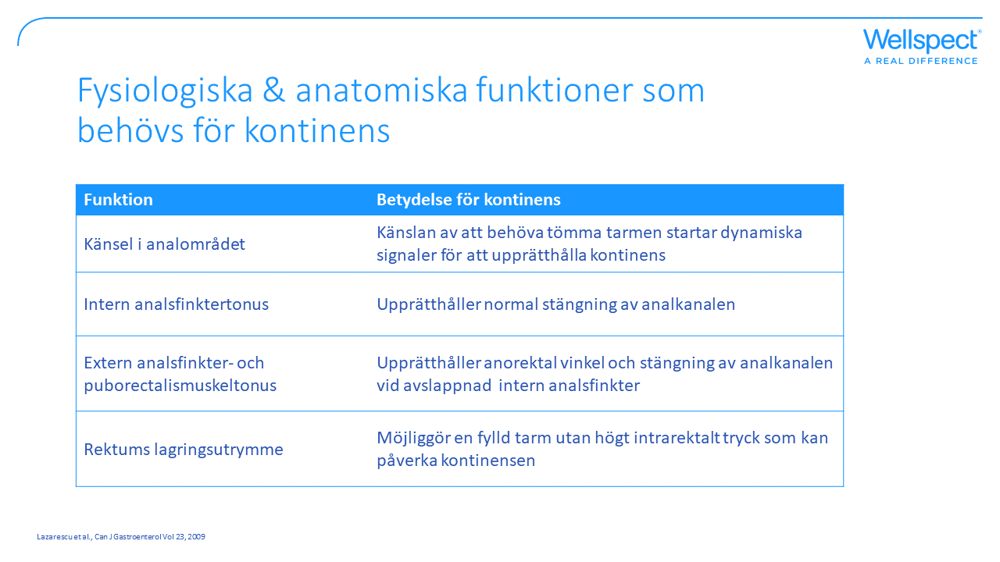 Wellspect®
A REAL DIFFERENCE
Fysiologiska & anatomiska funktioner som
behövs för kontinens
Funktion
Betydelse för kontinens
Känsel i analområdet
Känslan av att behöva tömma tarmen startar dynamiska
signaler för att upprätthålla kontinens
Intern analsfinktertonus
Upprätthåller normal stängning av analkanalen
Extern analsfinkter- och
puborectalismuskeltonus
Upprätthåller anorektal vinkel och stängning av analkanalen
vid avslappnad intern analsfinkter
Rektums lagringsutrymme
Möjliggör en fylld tarm utan högt intrarektalt tryck som kan
påverka kontinensen
Lazarescu et al., Can J Gastroenterol Vol 23, 2009